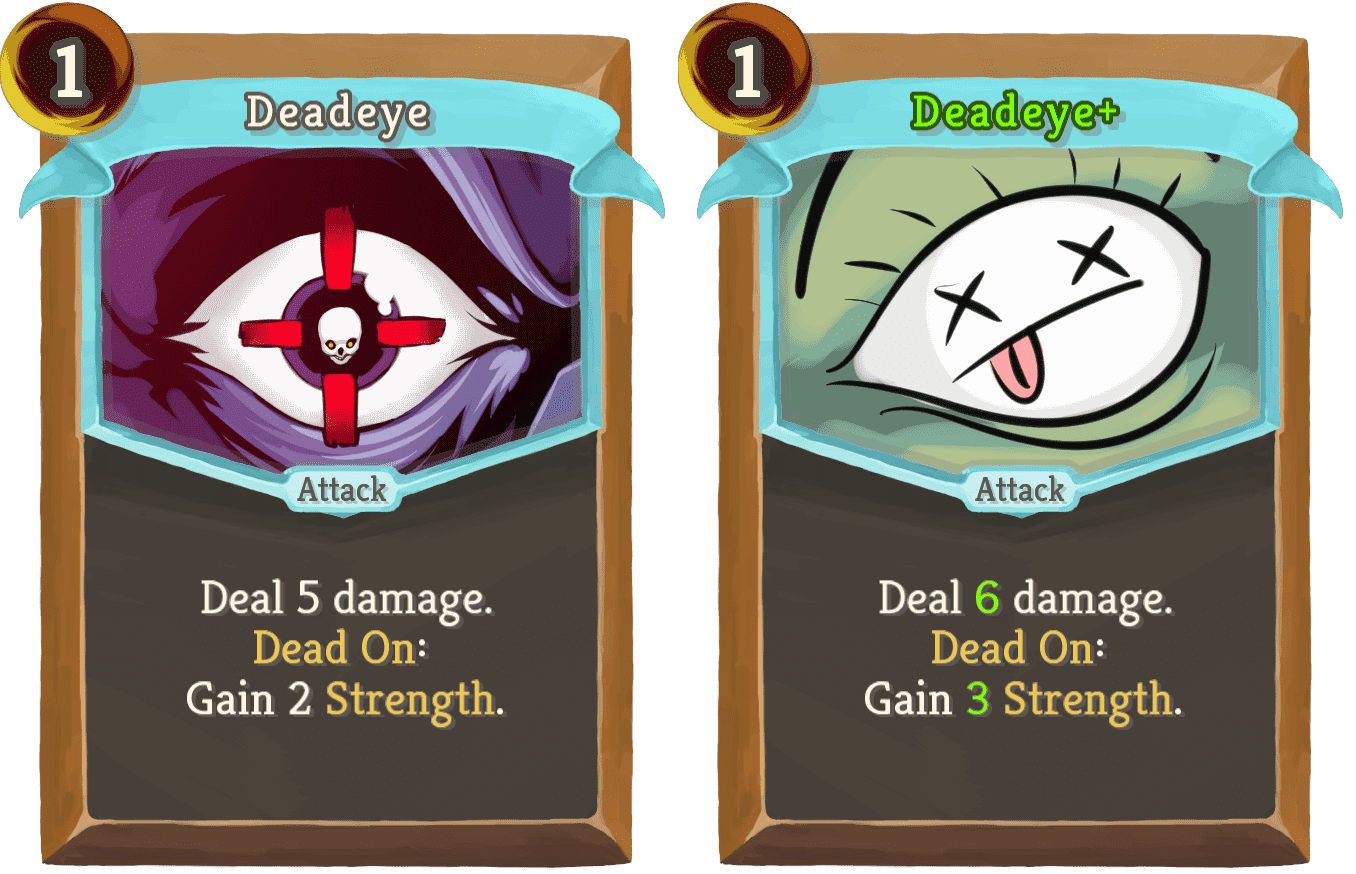 1
Deadeye
Attack
Deal 5 damage.
Dead On:
Gain 2 Strength.
1
Deadeye+
Attack
Deal 6 damage.
Dead On:
Gain 3 Strength.